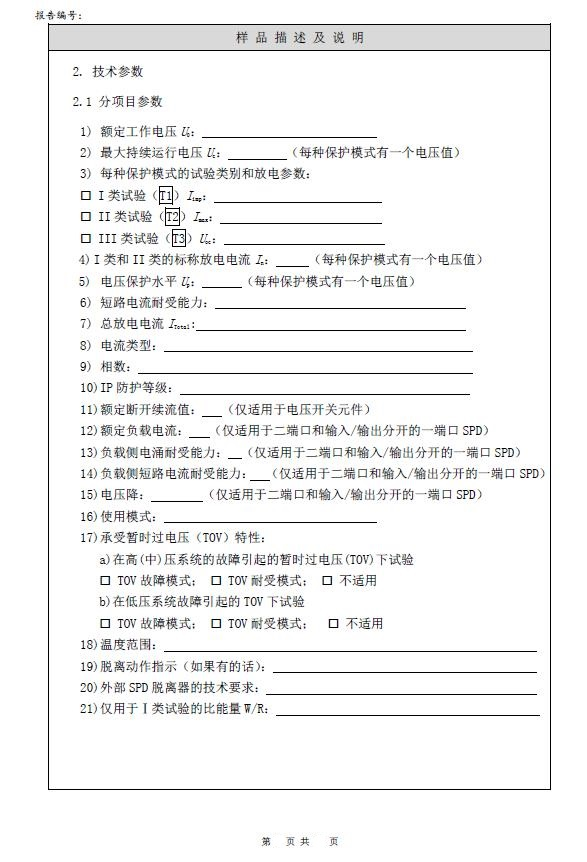 报告编号:
样 品 描 述 及 说 明
2. 技术参数
2.1 分项目参数
1) 额定工作电压 U₀:
2) 最大持续运行电压 Uc: （每种保护模式有一个电压值）
3) 每种保护模式的试验类别和放电参数:
□ I 类试验（T1）Iimp:
□ II 类试验（T2）Imax:
□ III 类试验（T3）Uoc:
4) I 类和 II 类的标称放电电流 In: （每种保护模式有一个电压值）
5) 电压保护水平 Up: （每种保护模式有一个电压值）
6) 短路电流耐受能力:
7) 总放电电流 ITotal:
8) 电流类型:
9) 相数:
10) IP 防护等级:
11) 额定断开续流值: （仅适用于电压开关元件）
12) 额定负载电流: （仅适用于二端口和输入/输出分开的一端口 SPD）
13) 负载侧电涌耐受能力: （仅适用于二端口和输入/输出分开的一端口 SPD）
14) 负载侧短路电流耐受能力: （仅适用于二端口和输入/输出分开的一端口 SPD）
15) 电压降: （仅适用于二端口和输入/输出分开的一端口 SPD）
16) 使用模式:
17) 承受暂时过电压（TOV）特性:
a) 在高(中)压系统的故障引起的暂时过电压(TOV)下试验
□ TOV 故障模式; □ TOV 耐受模式; □ 不适用
b) 在低压系统故障引起的 TOV 下试验
□ TOV 故障模式; □ TOV 耐受模式; □ 不适用
18) 温度范围:
19) 脱离动作指示（如果有的话）:
20) 外部 SPD 脱离器的技术要求:
21) 仅用于 I 类试验的比能量 W/R:
第 页 共 页